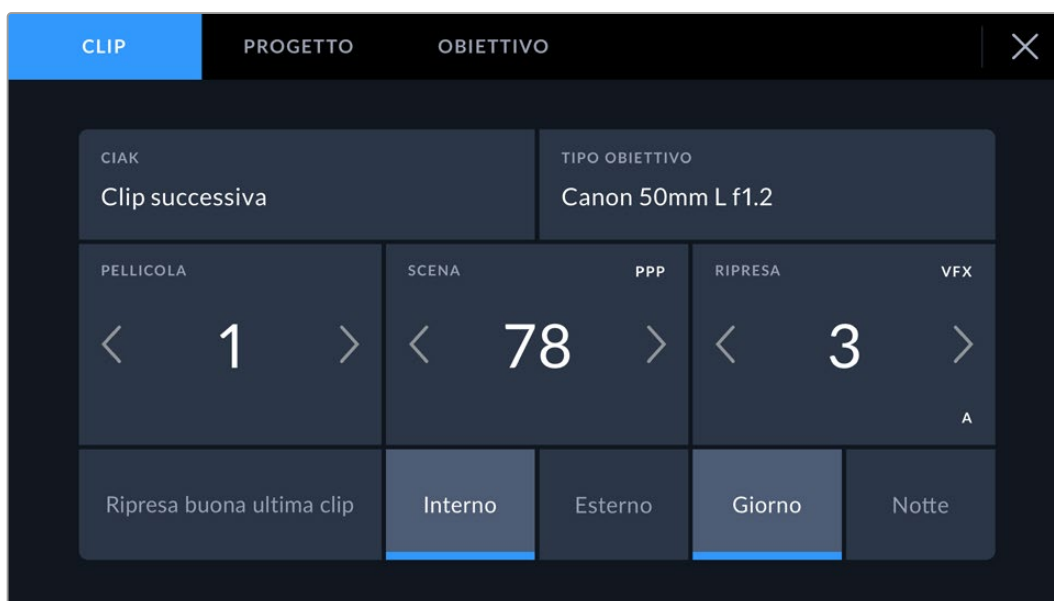 CLIP PROGETTO OBIETTIVO
CIAK TIPO OBIETTIVO
Clip successiva Canon 50mm L f1.2
PELLICOLA SCENA PPP RIPRESA VFX
1 78 3
A
Ripresa buona ultima clip Interno Esterno Giorno Notte